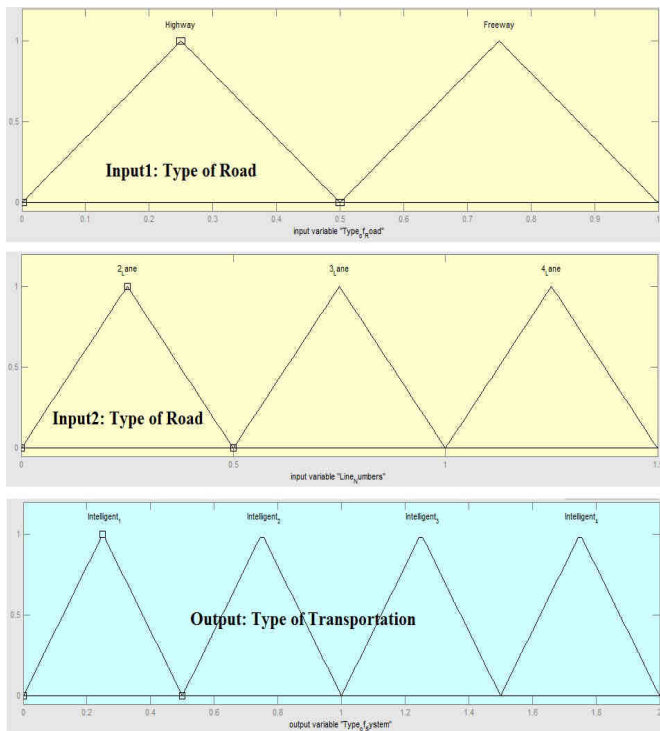 Highway Freeway
1
0.5
Input1: Type of Road
0
0 0.1 0.2 0.3 0.4 0.5 0.6 0.7 0.8 0.9 1
input variable "Type_of_Road"
2_Lane 3_Lane 4_Lane
1
0.5
Input2: Type of Road
0
0 0.5 1 1.5
input variable "Line_Numbers"
Intelligent_1 Intelligent_2 Intelligent_3 Intelligent_4
1
0.5
Output: Type of Transportation
0
0 0.2 0.4 0.6 0.8 1 1.2 1.4 1.6 1.8 2
output variable "Type_of_System"